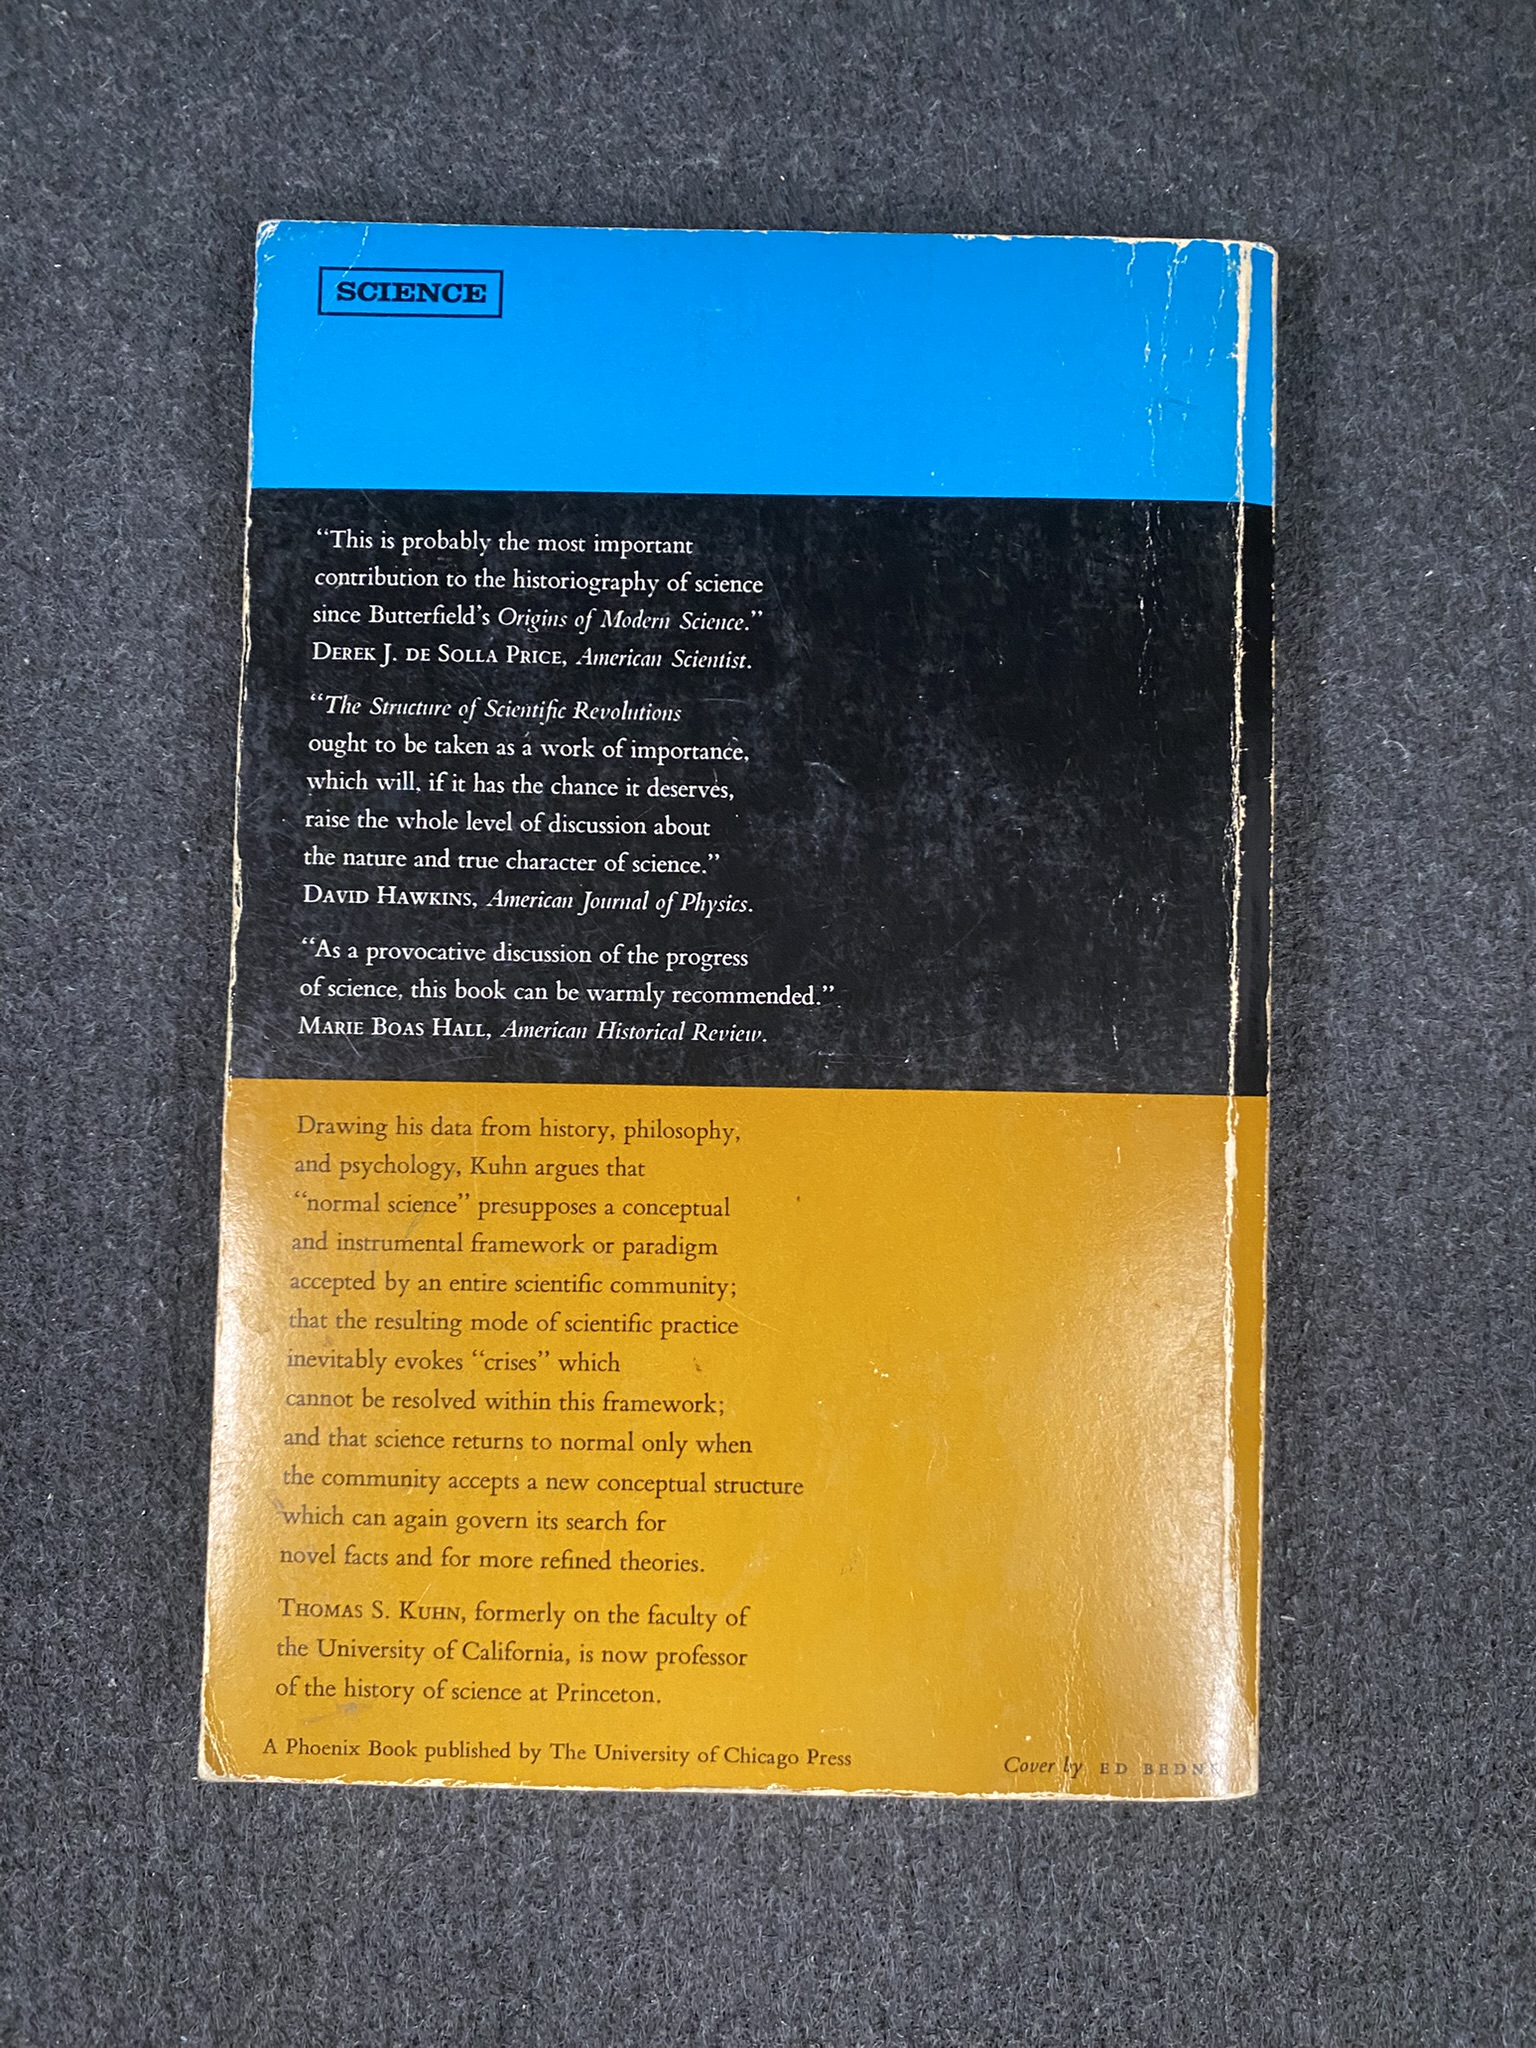 SCIENCE
“This is probably the most important
contribution to the historiography of science
since Butterfield’s Origins of Modern Science.”
DEREK J. DE SOLLA PRICE, American Scientist.
“The Structure of Scientific Revolutions
ought to be taken as a work of importance,
which will, if it has the chance it deserves,
raise the whole level of discussion about
the nature and true character of science.”
DAVID HAWKINS, American Journal of Physics.
“As a provocative discussion of the progress
of science, this book can be warmly recommended.”
MARIE BOAS HALL, American Historical Review.
Drawing his data from history, philosophy,
and psychology, Kuhn argues that
“normal science” presupposes a conceptual
and instrumental framework or paradigm
accepted by an entire scientific community;
that the resulting mode of scientific practice
inevitably evokes “crises” which
cannot be resolved within this framework;
and that science returns to normal only when
the community accepts a new conceptual structure
which can again govern its search for
novel facts and for more refined theories.
THOMAS S. KUHN, formerly on the faculty of
the University of California, is now professor
of the history of science at Princeton.
A Phoenix Book published by The University of Chicago Press
Cover by ED